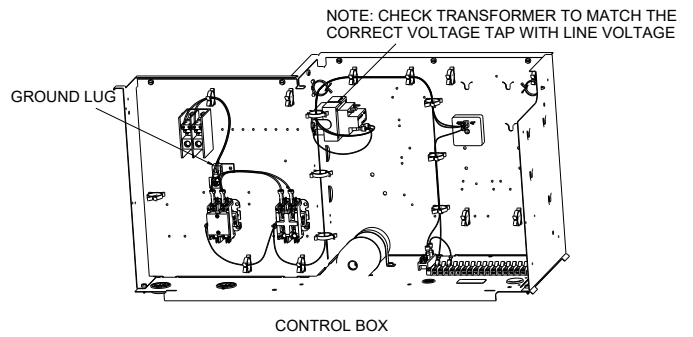 NOTE: CHECK TRANSFORMER TO MATCH THE
CORRECT VOLTAGE TAP WITH LINE VOLTAGE
GROUND LUG
CONTROL BOX